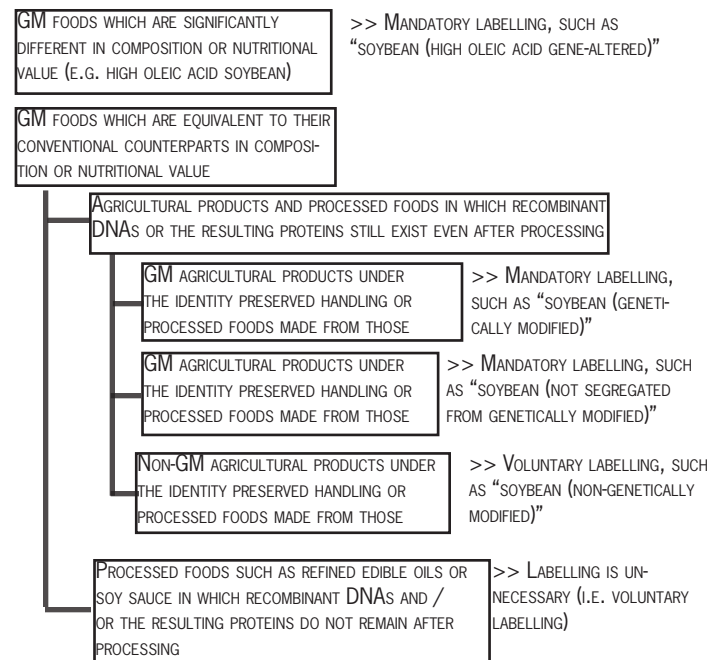 GM FOODS WHICH ARE SIGNIFICANTLY
DIFFERENT IN COMPOSITION OR NUTRITIONAL
VALUE (E.G. HIGH OLEIC ACID SOYBEAN)
>> MANDATORY LABELLING, SUCH AS
“SOYBEAN (HIGH OLEIC ACID GENE-ALTERED)”
GM FOODS WHICH ARE EQUIVALENT TO THEIR
CONVENTIONAL COUNTERPARTS IN COMPOSI-
TION OR NUTRITIONAL VALUE
AGRICULTURAL PRODUCTS AND PROCESSED FOODS IN WHICH RECOMBINANT
DNAS OR THE RESULTING PROTEINS STILL EXIST EVEN AFTER PROCESSING
GM AGRICULTURAL PRODUCTS UNDER
THE IDENTITY PRESERVED HANDLING OR
PROCESSED FOODS MADE FROM THOSE
>> MANDATORY LABELLING,
SUCH AS “SOYBEAN (GENETI-
CALLY MODIFIED)”
GM AGRICULTURAL PRODUCTS UNDER
THE IDENTITY PRESERVED HANDLING OR
PROCESSED FOODS MADE FROM THOSE
>> MANDATORY LABELLING, SUCH
AS “SOYBEAN (NOT SEGREGATED
FROM GENETICALLY MODIFIED)”
NON-GM AGRICULTURAL PRODUCTS UNDER
THE IDENTITY PRESERVED HANDLING OR
PROCESSED FOODS MADE FROM THOSE
>> VOLUNTARY LABELLING, SUCH
AS “SOYBEAN (NON-GENETICALLY
MODIFIED)”
PROCESSED FOODS SUCH AS REFINED EDIBLE OILS OR
SOY SAUCE IN WHICH RECOMBINANT DNAS AND /
OR THE RESULTING PROTEINS DO NOT REMAIN AFTER
PROCESSING
>> LABELLING IS UN-
NECESSARY (I.E. VOLUNTARY
LABELLING)